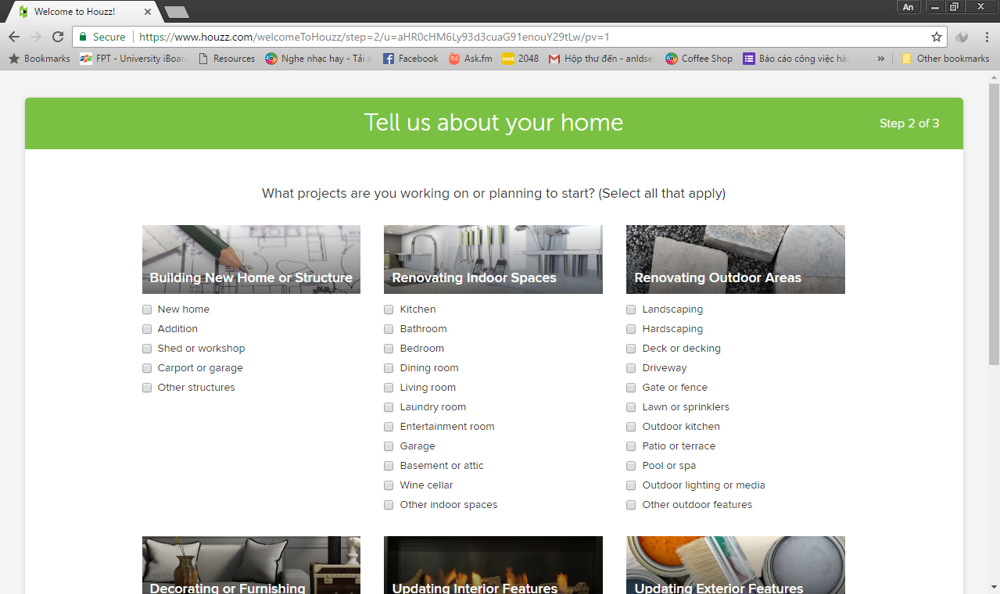 Welcome to Houzz!
An
Secure
https://www.houzz.com/welcomeToHouzz/step=2/u=aHR0cHM6Ly93d3cuaG91enouY29tLw/pv=1
Bookmarks
FPT - University iBoar
Resources
Nghe nhạc hay - Tải n
Facebook
Ask.fm
2048
2048
Hộp thư đến - anldse
Coffee Shop
Báo cáo công việc hàn
»
Other bookmarks
Tell us about your home
Step 2 of 3
What projects are you working on or planning to start? (Select all that apply)
Building New Home or Structure
New home
Addition
Shed or workshop
Carport or garage
Other structures
Renovating Indoor Spaces
Kitchen
Bathroom
Bedroom
Dining room
Living room
Laundry room
Entertainment room
Garage
Basement or attic
Wine cellar
Other indoor spaces
Renovating Outdoor Areas
Landscaping
Hardscaping
Deck or decking
Driveway
Gate or fence
Lawn or sprinklers
Outdoor kitchen
Patio or terrace
Pool or spa
Outdoor lighting or media
Other outdoor features
Decorating or Furnishing
Updating Interior Features
Updating Exterior Features